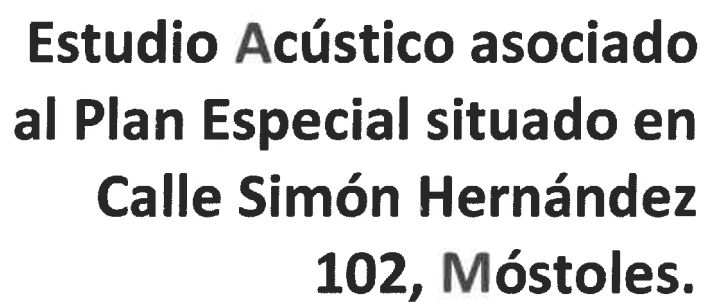 Estudio Acústico asociado
al Plan Especial situado en
Calle Simón Hernández
102, Móstoles.